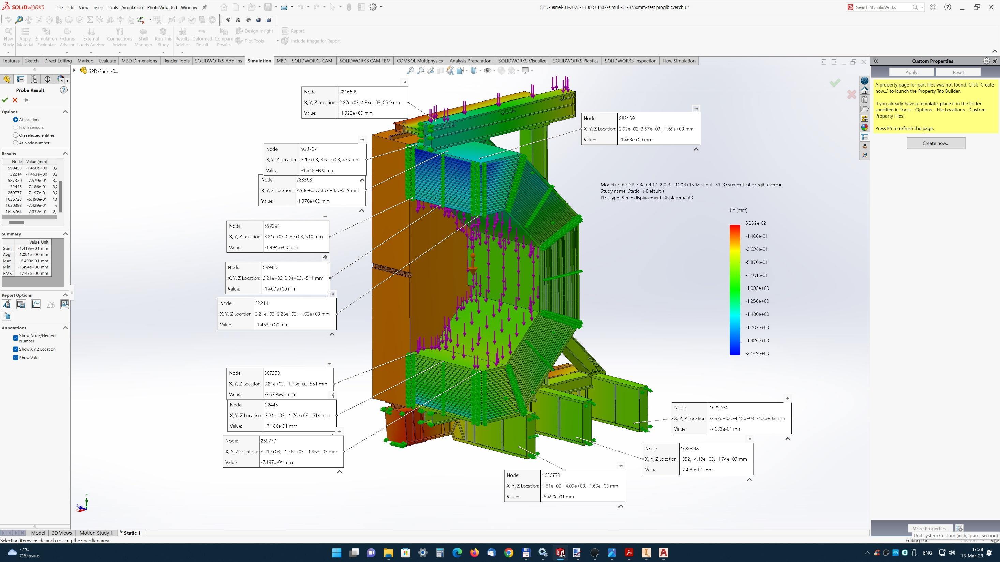 SOLIDWORKS File Edit View Insert Tools Simulation PhotoView 360 Window
SPD-Barrel-01-2023-+100R+150Z-simul -51-3750mm-test progib cverchu *
Search MySolidWorks
New Study
Apply Material
Simulation Evaluator
Fixtures Advisor
External Loads Advisor
Connections Advisor
Shell Manager
Run This Study
Results Advisor
Deformed Result
Compare Results
Design Insight
Plot Tools
Report
Include Image for Report
Features Sketch Direct Editing Markup Evaluate MBD Dimensions Render Tools SOLIDWORKS Add-Ins Simulation MBD SOLIDWORKS CAM SOLIDWORKS CAM TBM COMSOL Multiphysics Analysis Preparation SOLIDWORKS Visualize SOLIDWORKS Plastics SOLIDWORKS Inspection Flow Simulation
SPD-Barrel-0...
Probe Result
Options
At location
From sensors
On selected entities
At Node number
Results
Node Value (mm)
599453 -1.460e+00 3,2
32214 -1.463e+00 3,2
587330 -7.579e-01 3,2
32445 -7.186e-01 3,2
269777 -7.197e-01 3,2
1636733 -6.490e-01 1,6
1630398 -7.429e-01
1625764 -7.032e-01 -2,3
Summary
Value Unit
Sum -1.419e+01 mm
Avg -1.091e+00 mm
Max -6.490e-01 mm
Min -1.494e+00 mm
RMS 1.147e+00 mm
Report Options
Annotations
Show Node/Element
Number
Show X,Y,Z Location
Show Value
Node: 3216699
X, Y, Z Location: 2.87e+03, 4.34e+03, 25.9 mm
Value: -1.323e+00 mm
Node: 283169
X, Y, Z Location: 2.92e+03, 3.67e+03, -1.65e+03 mm
Value: -1.463e+00 mm
Node: 953707
X, Y, Z Location: 3.1e+03, 3.67e+03, 475 mm
Value: -1.318e+00 mm
Node: 283368
X, Y, Z Location: 2.98e+03, 3.67e+03, -519 mm
Value: -1.376e+00 mm
Node: 599391
X, Y, Z Location: 3.21e+03, 2.3e+03, 510 mm
Value: -1.494e+00 mm
Node: 599453
X, Y, Z Location: 3.21e+03, 2.3e+03, -511 mm
Value: -1.460e+00 mm
Node: 32214
X, Y, Z Location: 3.21e+03, 2.28e+03, -1.92e+03 mm
Value: -1.463e+00 mm
Node: 587330
X, Y, Z Location: 3.21e+03, -1.78e+03, 551 mm
Value: -7.579e-01 mm
Node: 32445
X, Y, Z Location: 3.21e+03, -1.76e+03, -614 mm
Value: -7.186e-01 mm
Node: 269777
X, Y, Z Location: 3.21e+03, -1.76e+03, -1.96e+03 mm
Value: -7.197e-01 mm
Node: 1625764
X, Y, Z Location: -2.32e+03, -4.15e+03, -1.8e+03 mm
Value: -7.032e-01 mm
Node: 1630398
X, Y, Z Location: -352, -4.18e+03, -1.74e+03 mm
Value: -7.429e-01 mm
Node: 1636733
X, Y, Z Location: 1.61e+03, -4.09e+03, -1.69e+03 mm
Value: -6.490e-01 mm
Model name: SPD-Barrel-01-2023-+100R+150Z-simul -51-3750mm-test progib cverchu
Study name: Static 1(-Default-)
Plot type: Static displacement Displacement3
UY (mm)
8.252e-02
-1.406e-01
-3.638e-01
-5.870e-01
-8.101e-01
-1.033e+00
-1.256e+00
-1.480e+00
-1.703e+00
-1.926e+00
-2.149e+00
Custom Properties
Apply Reset
A property page for part files was not found. Click 'Create
now...' to launch the Property Tab Builder.
If you already have a template, place it in the folder
specified in Tools – Options – File Locations – Custom
Property Files.
Press F5 to refresh the page.
Create now...
More Properties...
Unit system:Custom (inch, gram, second)
Y
Z
X
Model 3D Views Motion Study 1 Static 1
Selecting items inside and crossing the specified area.
Editing Part Custom
-7°C
Облачно
ENG
17:28
13-Mar-23